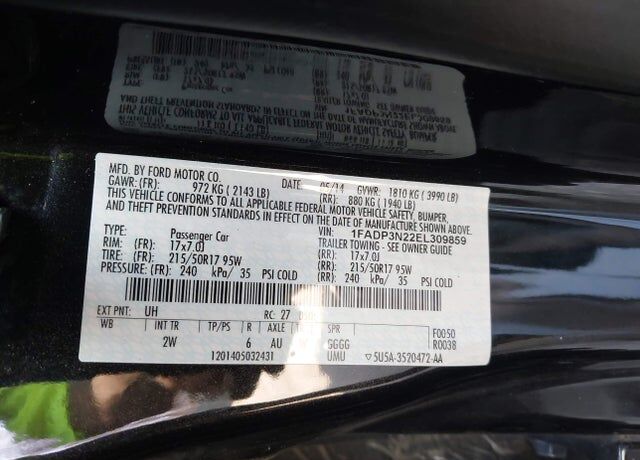 MFD. BY FORD MOTOR CO.
DATE: 05/14 GVWR: 1810 KG ( 3990 LB)
GAWR: (FR): 972 KG ( 2143 LB) (RR): 880 KG ( 1940 LB)
THIS VEHICLE CONFORMS TO ALL APPLICABLE FEDERAL MOTOR VEHICLE SAFETY, BUMPER,
AND THEFT PREVENTION STANDARDS IN EFFECT ON THE DATE OF MANUFACTURE SHOWN ABOVE.
VIN: 1FADP3N22EL309859
TYPE: Passenger Car TRAILER TOWING - SEE OWNER GUIDE
RIM: (FR): 17x7.0J (RR): 17x7.0J
TIRE: (FR): 215/50R17 95W (RR): 215/50R17 95W
PRESSURE: (FR): 240 kPa/ 35 PSI COLD (RR): 240 kPa/ 35 PSI COLD
EXT PNT: UH RC: 27
WB INT TR TP/PS R AXLE TR SPR F0050
2W 6 AU GGGG R0038
1201405032431 UMU ▽5U5A-3520472-AA